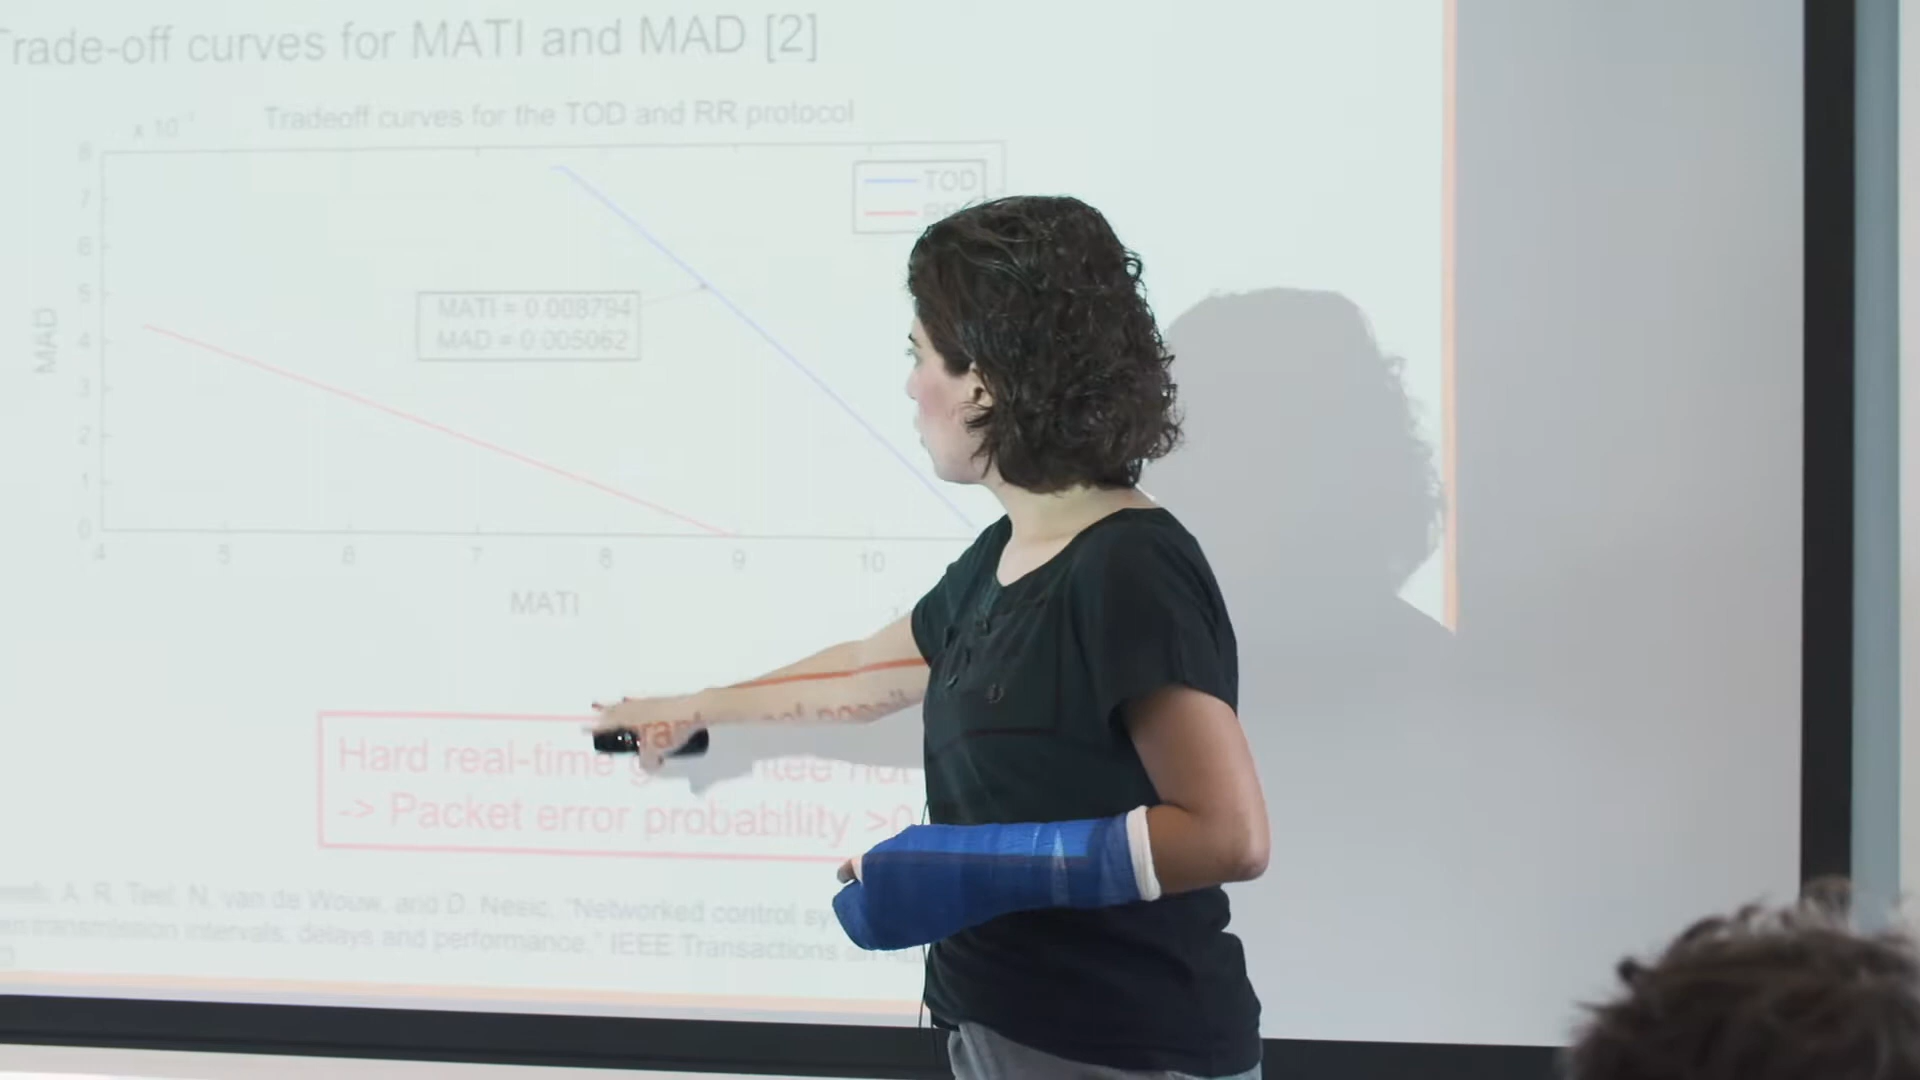 Trade-off curves for MATI and MAD [2]
Tradeoff curves for the TOD and RR protocol
x 10
8
7
6
5
4
3
2
1
0
MAD
TOD
MATI = 0.008794
MAD = 0.005062
4 5 6 7 8 9 10
MATI
Hard real-time
-> Packet error probability >0
A. R. Teel, N. van de Wouw, and D. Nesic, "Networked control
transmission intervals, delays and performance," IEEE Transactions on